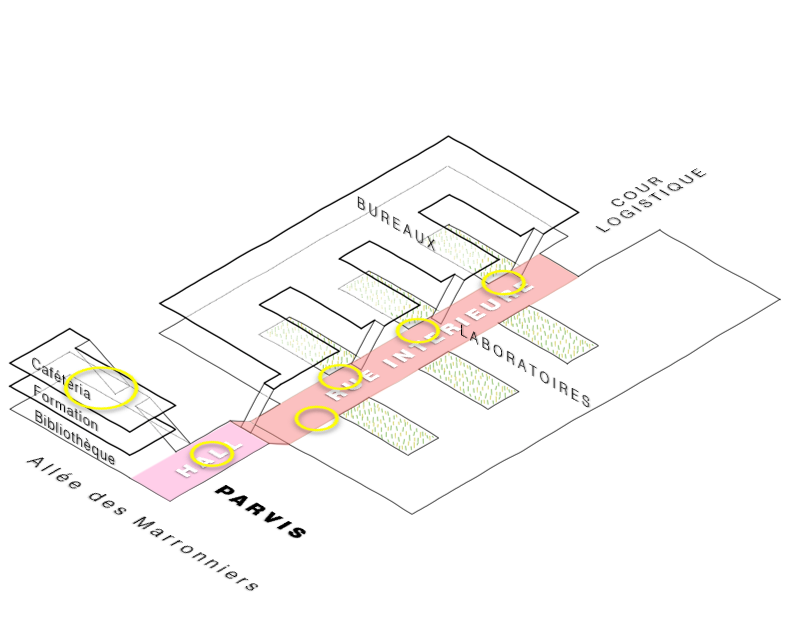 COUR
LOGISTIQUE
BUREAUX
RUE INTERIEURE
LABORATOIRES
Cafétéria
Formation
Bibliothèque
HALL
PARVIS
Allée des Marronniers